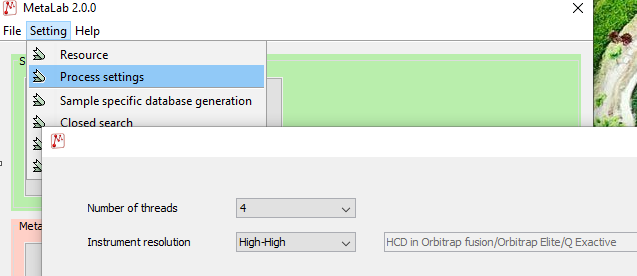 MetaLab 2.0.0
File Setting Help
Resource
Process settings
Sample specific database generation
Closed search
Meta
Number of threads 4
Instrument resolution High-High HCD in Orbitrap fusion/Orbitrap Elite/Q Exactive